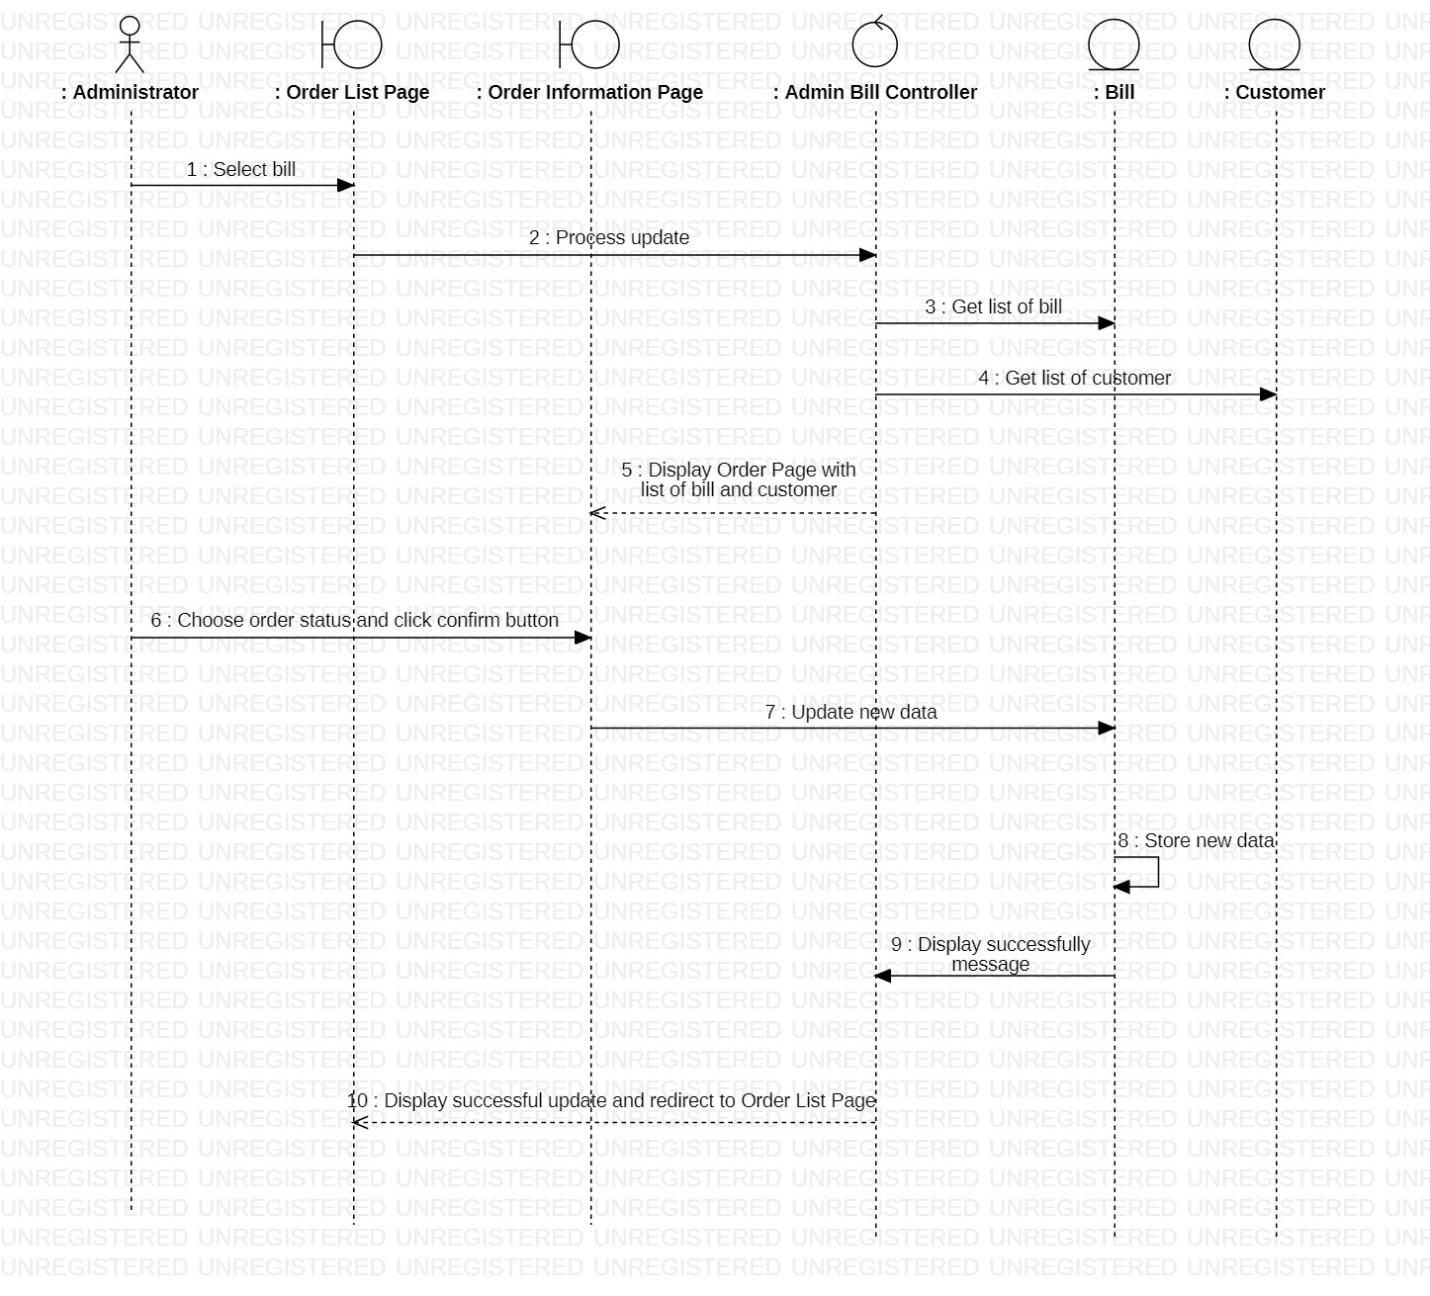 : Administrator
: Order List Page
: Order Information Page
: Admin Bill Controller
: Bill
: Customer
1 : Select bill
2 : Process update
3 : Get list of bill
4 : Get list of customer
5 : Display Order Page with
list of bill and customer
6 : Choose order status and click confirm button
7 : Update new data
8 : Store new data
9 : Display successfully
message
10 : Display successful update and redirect to Order List Page
UNREGISTERED